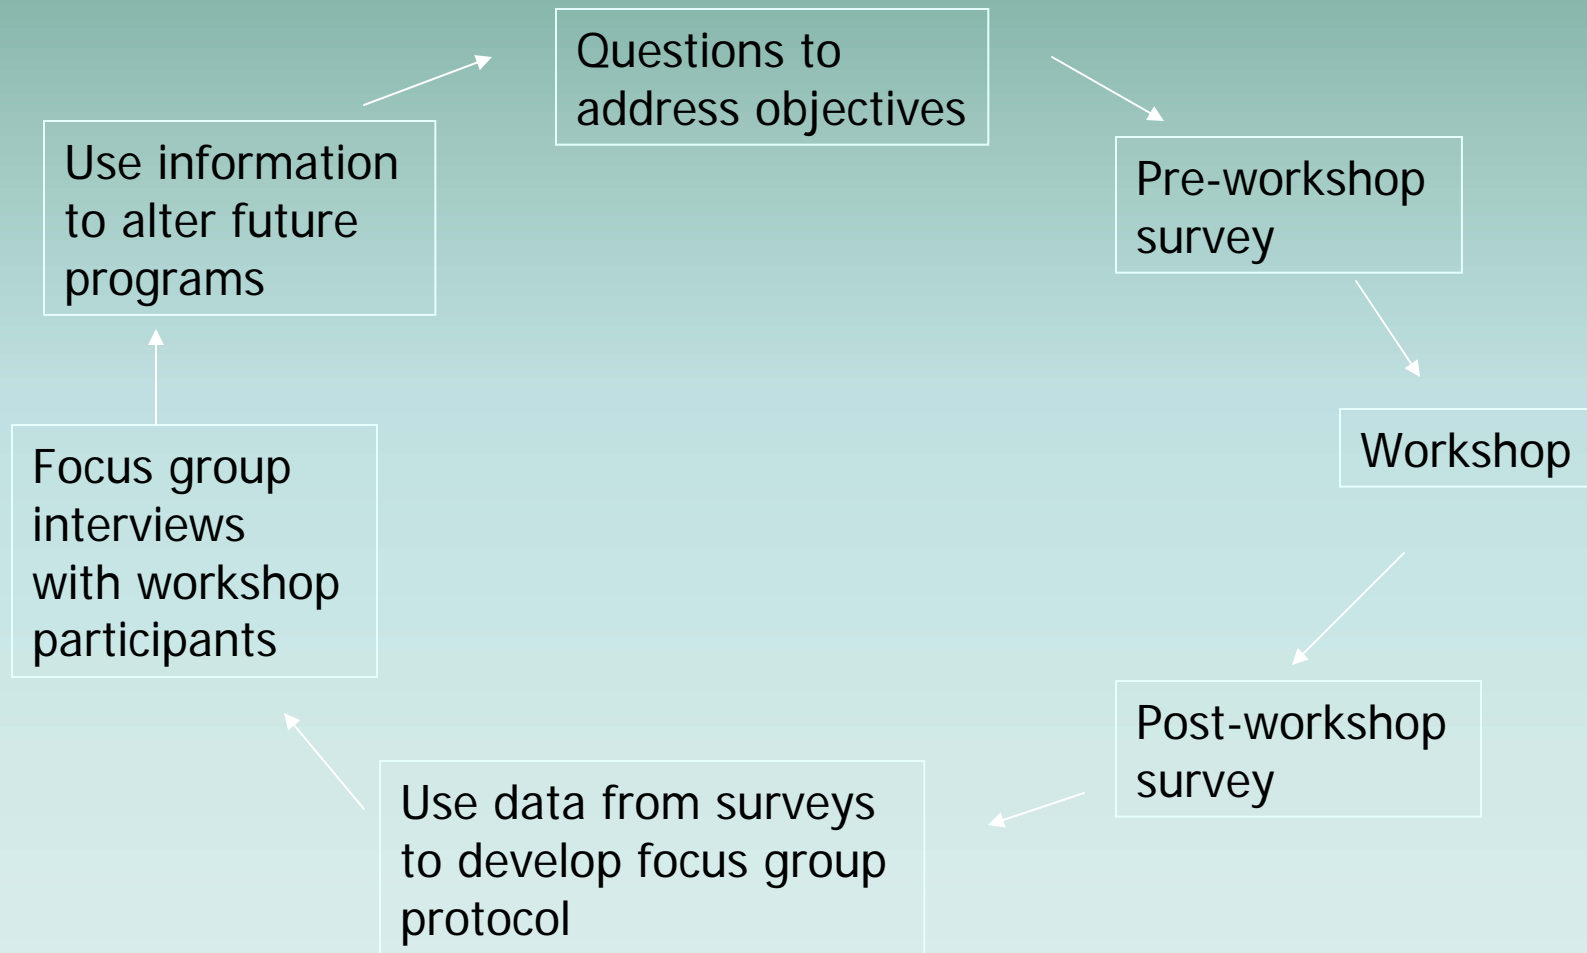 Questions to
address objectives
Pre-workshop
survey
Workshop
Post-workshop
survey
Use data from surveys
to develop focus group
protocol
Focus group
interviews
with workshop
participants
Use information
to alter future
programs